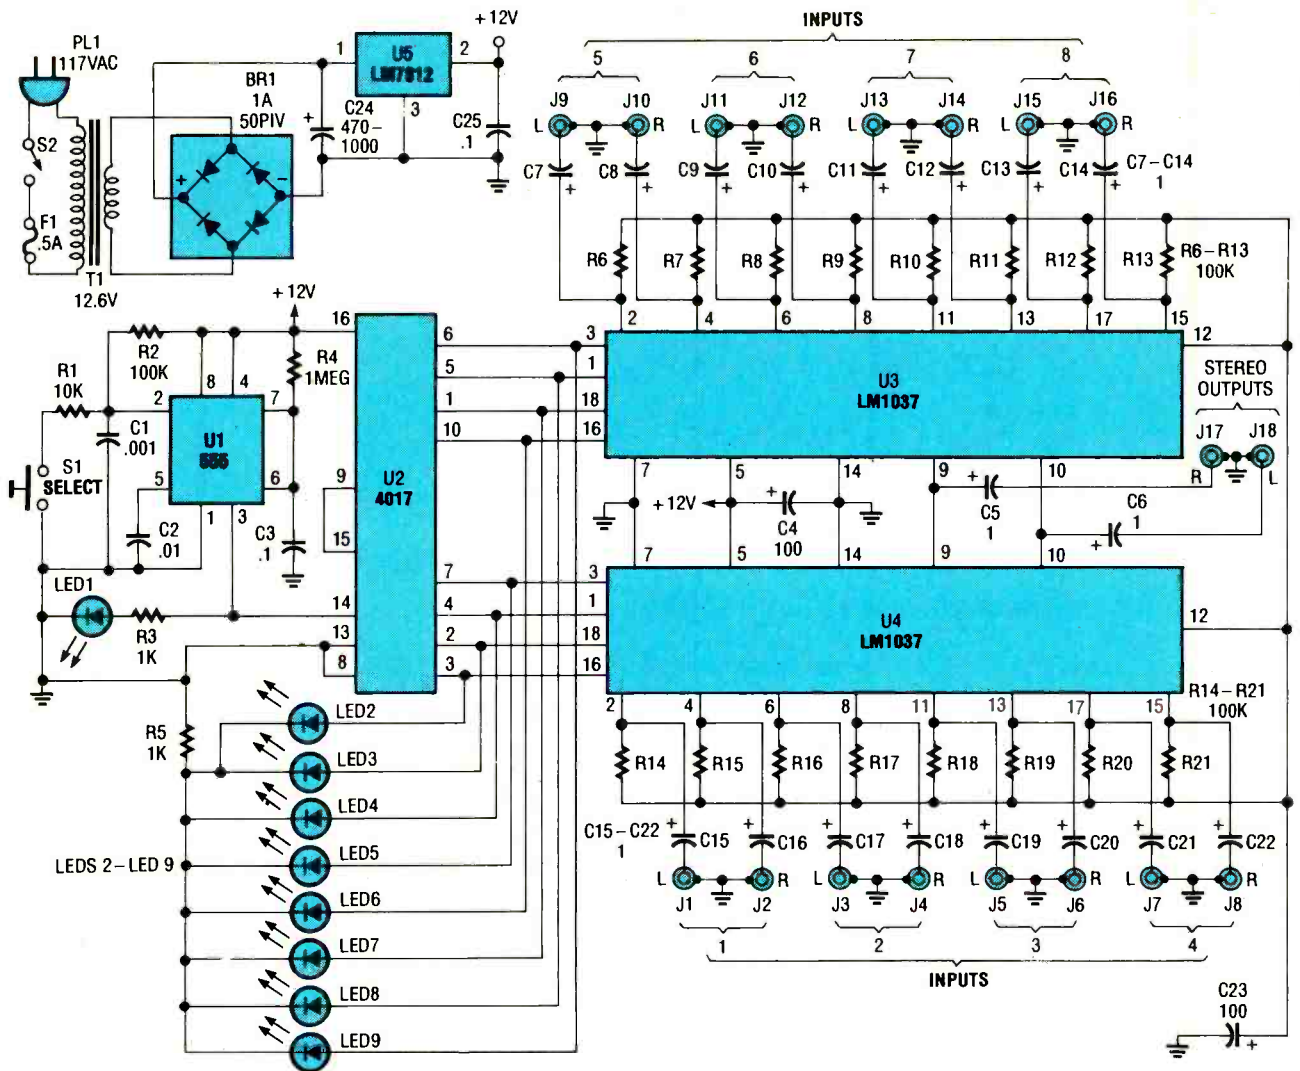 PL1
117VAC
S2
F1
.5A
T1
12.6V
BR1
1A
50PIV
+
−
1
U5
LM7812
2
3
+12V
+
C24
470–
1000
C25
.1
INPUTS
5
6
7
8
J9
J10
J11
J12
J13
J14
J15
J16
L
R
L
R
L
R
L
R
C7
+
C8
+
C9
+
C10
+
C11
+
C12
+
C13
+
C14
+
C7–C14
1
R6
R7
R8
R9
R10
R11
R12
R13
R6–R13
100K
2
4
6
8
11
13
17
15
3
1
18
16
U3
LM1037
12
7
5
14
9
10
STEREO
OUTPUTS
J17
J18
R
L
+12V
R2
100K
R1
10K
R4
1MEG
8
4
2
7
U1
555
C1
.001
5
6
1
3
S1
SELECT
C2
.01
C3
.1
LED1
R3
1K
16
6
5
1
10
9
U2
4017
15
7
4
2
3
14
13
8
+12V
+
C4
100
+
C5
1
C6
1
+
7
5
14
9
10
3
1
18
16
U4
LM1037
12
2
4
6
8
11
13
17
15
R14–R21
100K
R14
R15
R16
R17
R18
R19
R20
R21
C15–C22
1
+
C15
+
C16
+
C17
+
C18
+
C19
+
C20
+
C21
+
C22
L
R
L
R
L
R
L
R
J1
J2
J3
J4
J5
J6
J7
J8
1
2
3
4
INPUTS
R5
1K
LED2
LED3
LED4
LED5
LEDS 2–LED 9
LED6
LED7
LED8
LED9
C23
100
+